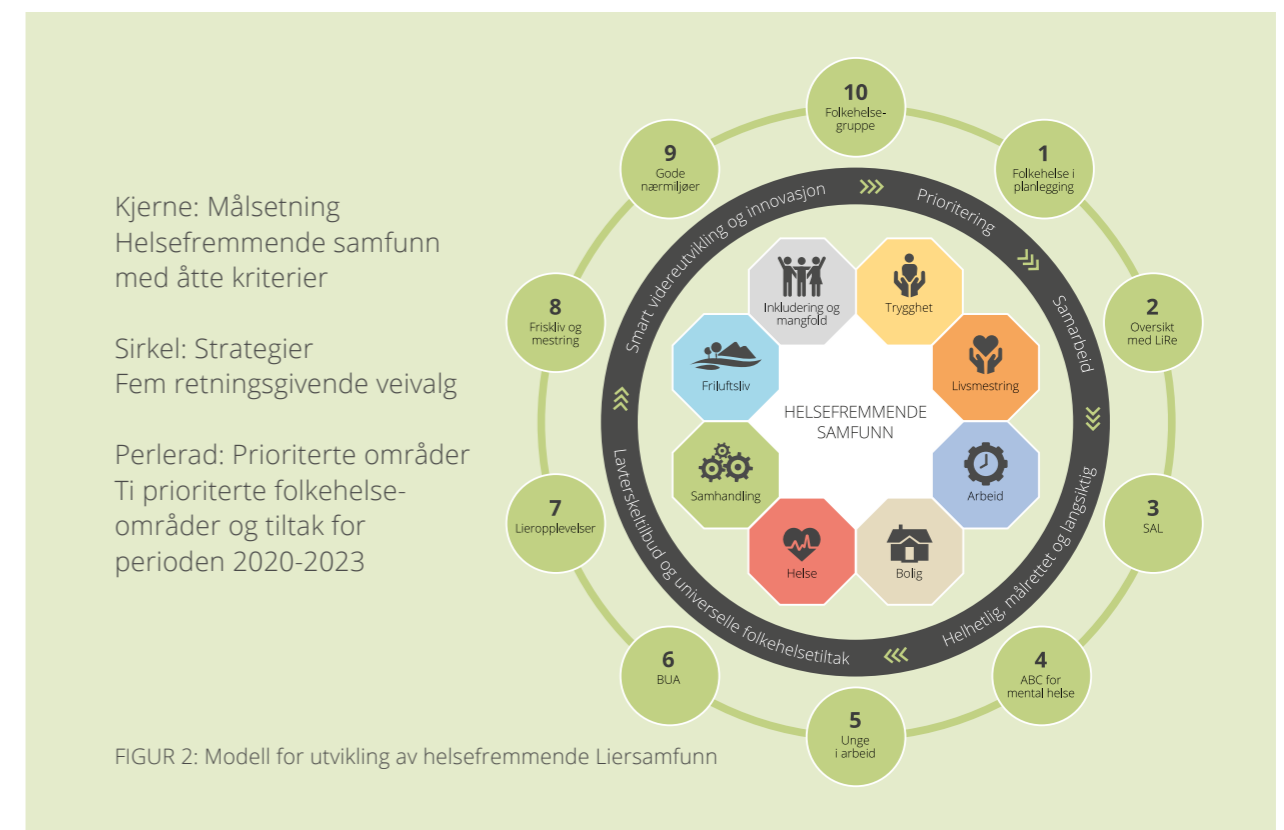 Kjerne: Målsetning
Helsefremmende samfunn
med åtte kriterier
Sirkel: Strategier
Fem retningsgivende veivalg
Perlerad: Prioriterte områder
Ti prioriterte folkehelse-
områder og tiltak for
perioden 2020-2023
10
Folkehelse-
gruppe
1
Folkehelse i
planlegging
2
Oversikt
med LiRe
3
SAL
4
ABC for
mental helse
5
Unge
i arbeid
6
BUA
7
Lieropplevelser
8
Friskliv og
mestring
9
Gode
nærmiljøer
Prioritering
Samarbeid
Helhetlig, målrettet og langsiktig
Lavterskeltilbud og universelle folkehelsetiltak
Smart videreutvikling og innovasjon
Inkludering og
mangfold
Trygghet
Livsmestring
Arbeid
Bolig
Helse
Samhandling
Friluftsliv
HELSEFREMMENDE
SAMFUNN
FIGUR 2: Modell for utvikling av helsefremmende Liersamfunn